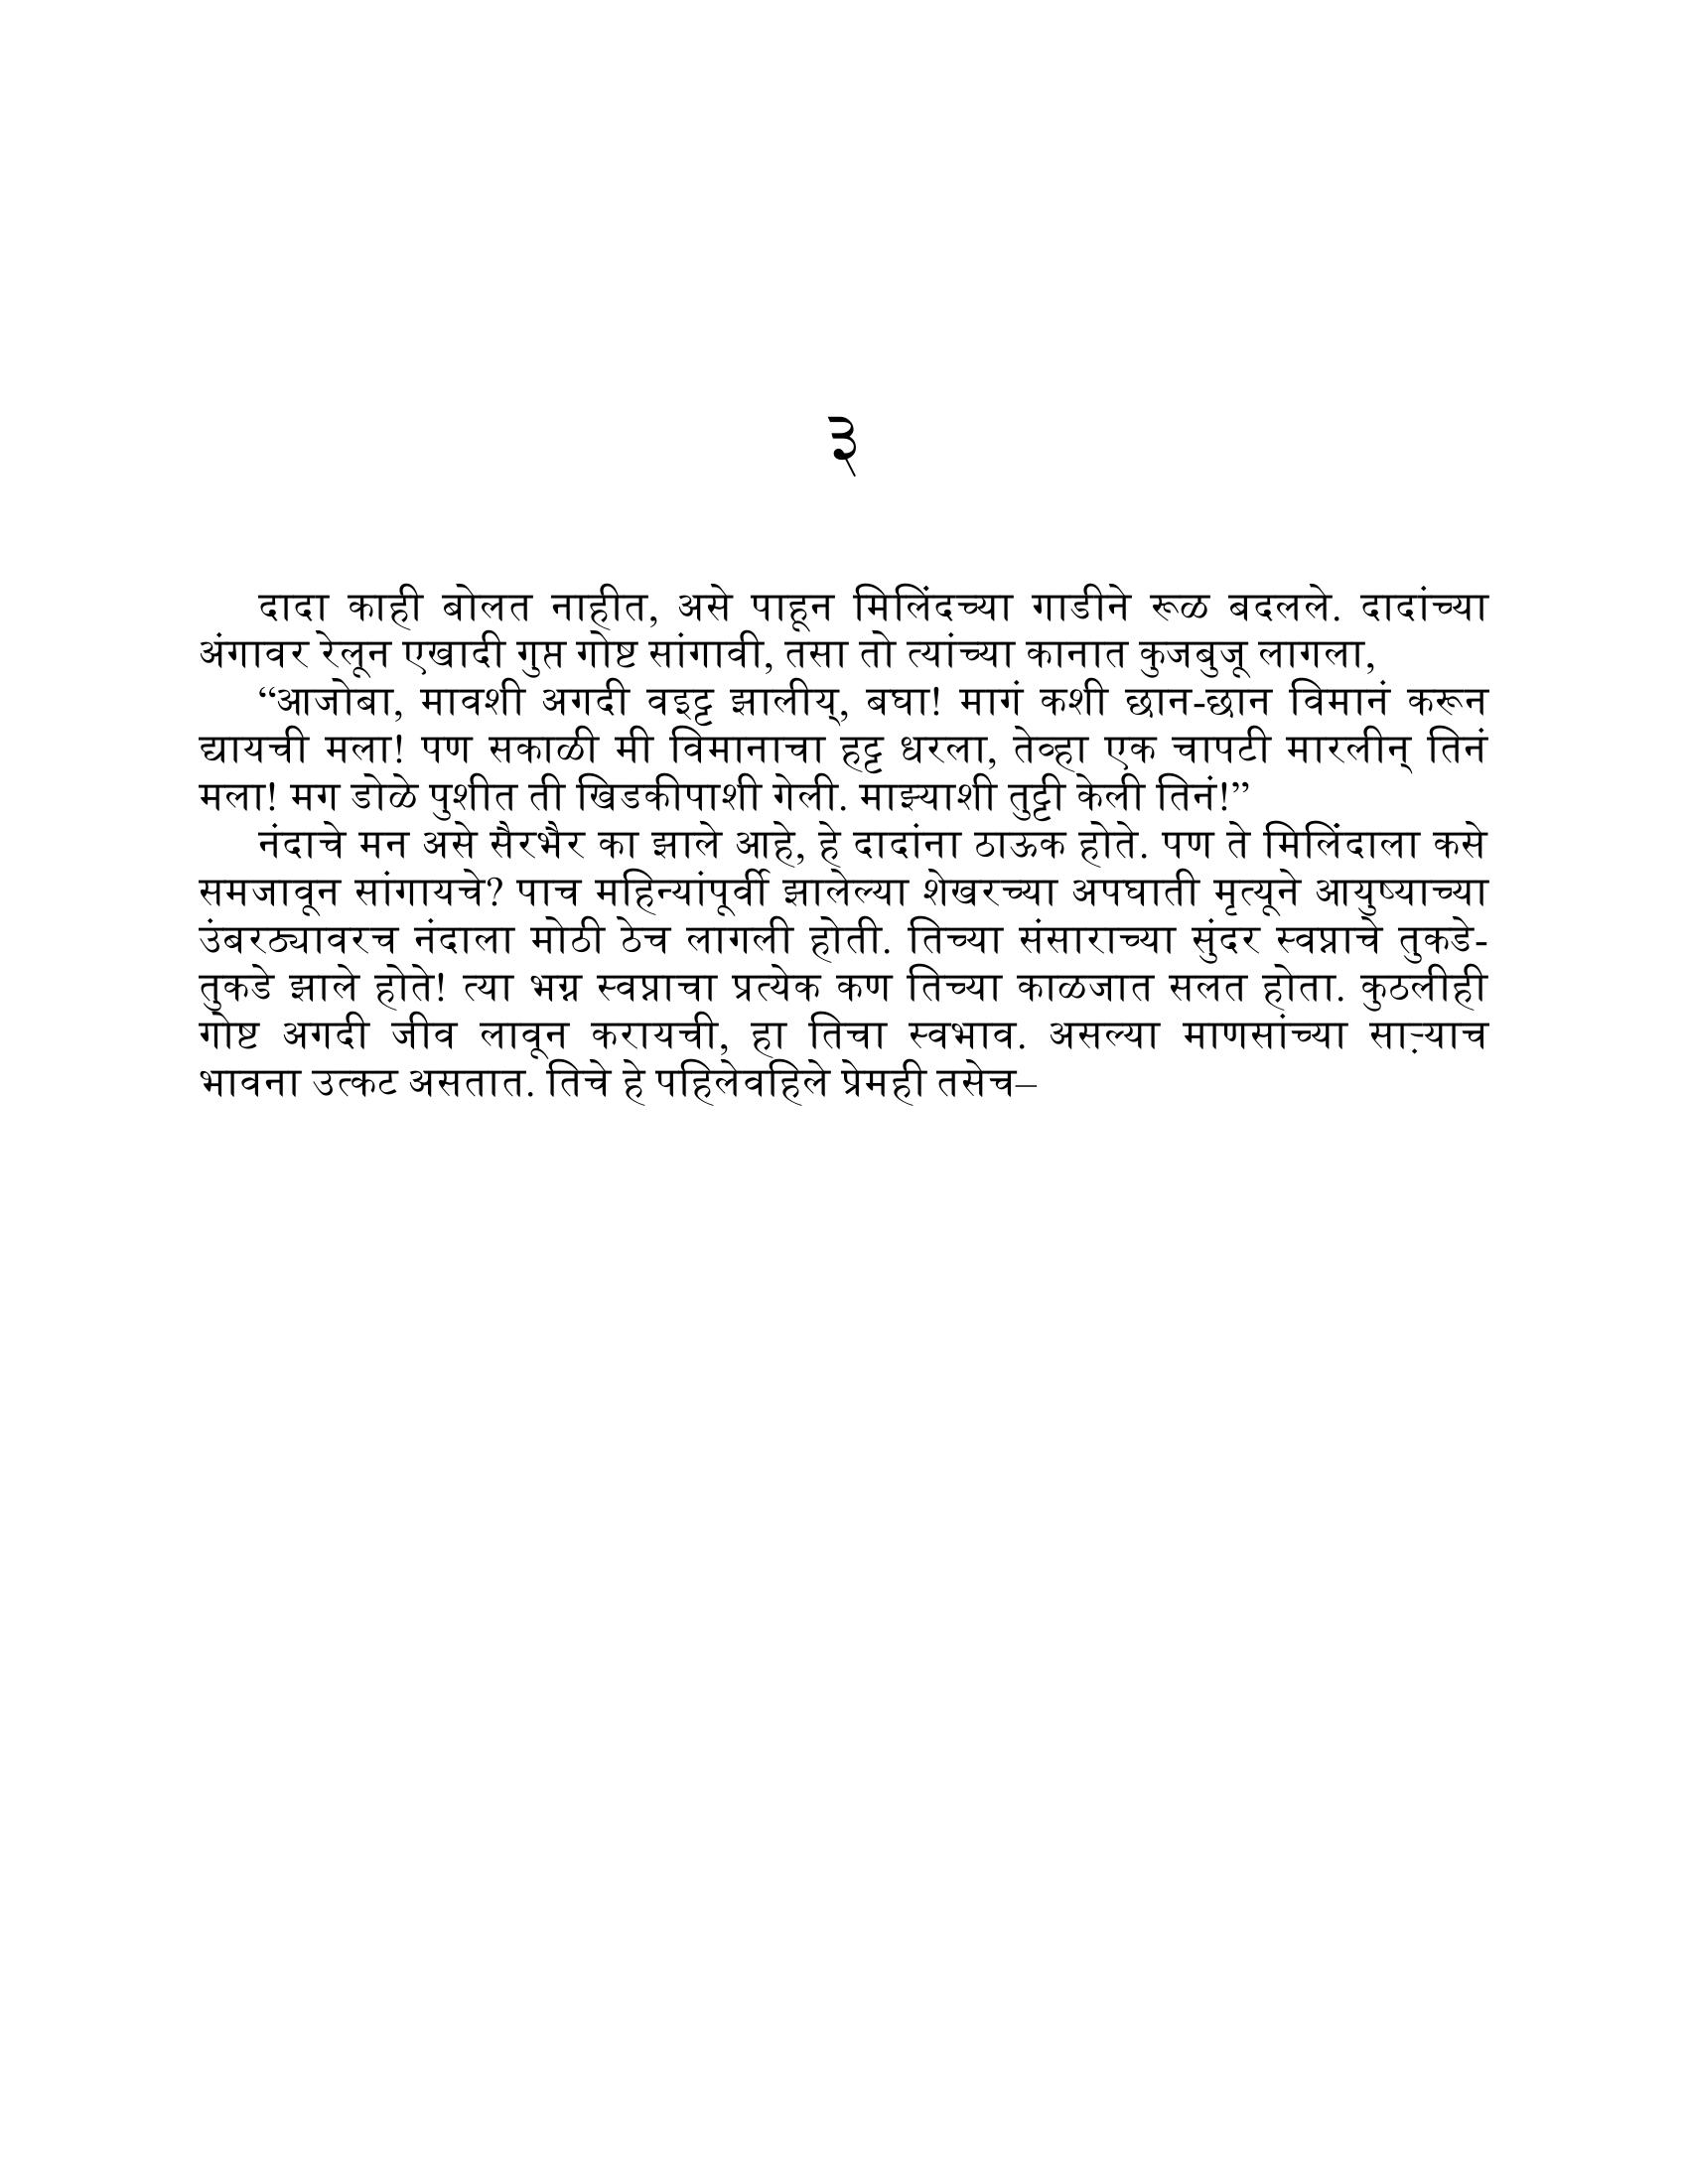 ३
दादा काही बोलत नाहीत, असे पाहून मिलिंदच्या गाडीने रूळ बदलले. दादांच्या
अंगावर रेलून एखादी गुप्त गोष्ट सांगावी, तसा तो त्यांच्या कानात कुजबुजू लागला,
“आजोबा, मावशी अगदी वइट्ट झालीय्, बघा! मागं कशी छान-छान विमानं करून
द्यायची मला! पण सकाळी मी विमानाचा हट्ट धरला, तेव्हा एक चापटी मारलीन् तिनं
मला! मग डोळे पुशीत ती खिडकीपाशी गेली. माझ्याशी तुट्टी केली तिनं!”
नंदाचे मन असे सैरभैर का झाले आहे, हे दादांना ठाऊक होते. पण ते मिलिंदाला कसे
समजावून सांगायचे? पाच महिन्यांपूर्वी झालेल्या शेखरच्या अपघाती मृत्यूने आयुष्याच्या
उंबरठ्यावरच नंदाला मोठी ठेच लागली होती. तिच्या संसाराच्या सुंदर स्वप्नाचे तुकडे-
तुकडे झाले होते! त्या भग्न स्वप्नाचा प्रत्येक कण तिच्या काळजात सलत होता. कुठलीही
गोष्ट अगदी जीव लावून करायची, हा तिचा स्वभाव. असल्या माणसांच्या साऱ्याच
भावना उत्कट असतात. तिचे हे पहिलेवहिले प्रेमही तसेच–